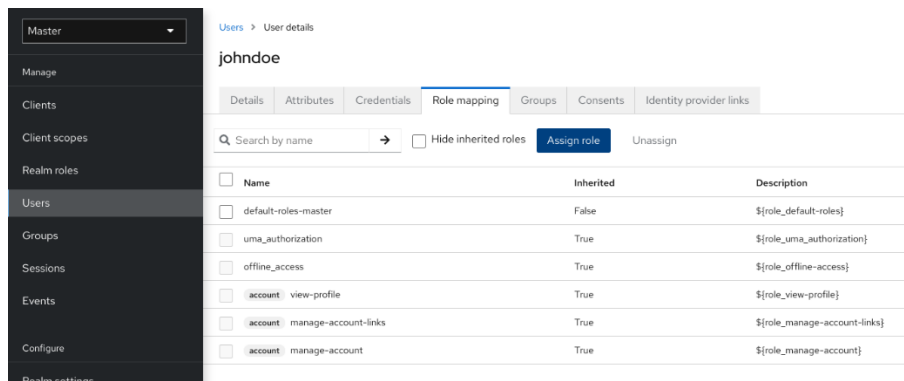 Master
Manage
Clients
Client scopes
Realm roles
Users
Groups
Sessions
Events
Configure
Realm settings
Users > User details
johndoe
Details Attributes Credentials Role mapping Groups Consents Identity provider links
Search by name → Hide inherited roles Assign role Unassign
Name Inherited Description
default-roles-master False ${role_default-roles}
uma_authorization True ${role_uma_authorization}
offline_access True ${role_offline-access}
account view-profile True ${role_view-profile}
account manage-account-links True ${role_manage-account-links}
account manage-account True ${role_manage-account}